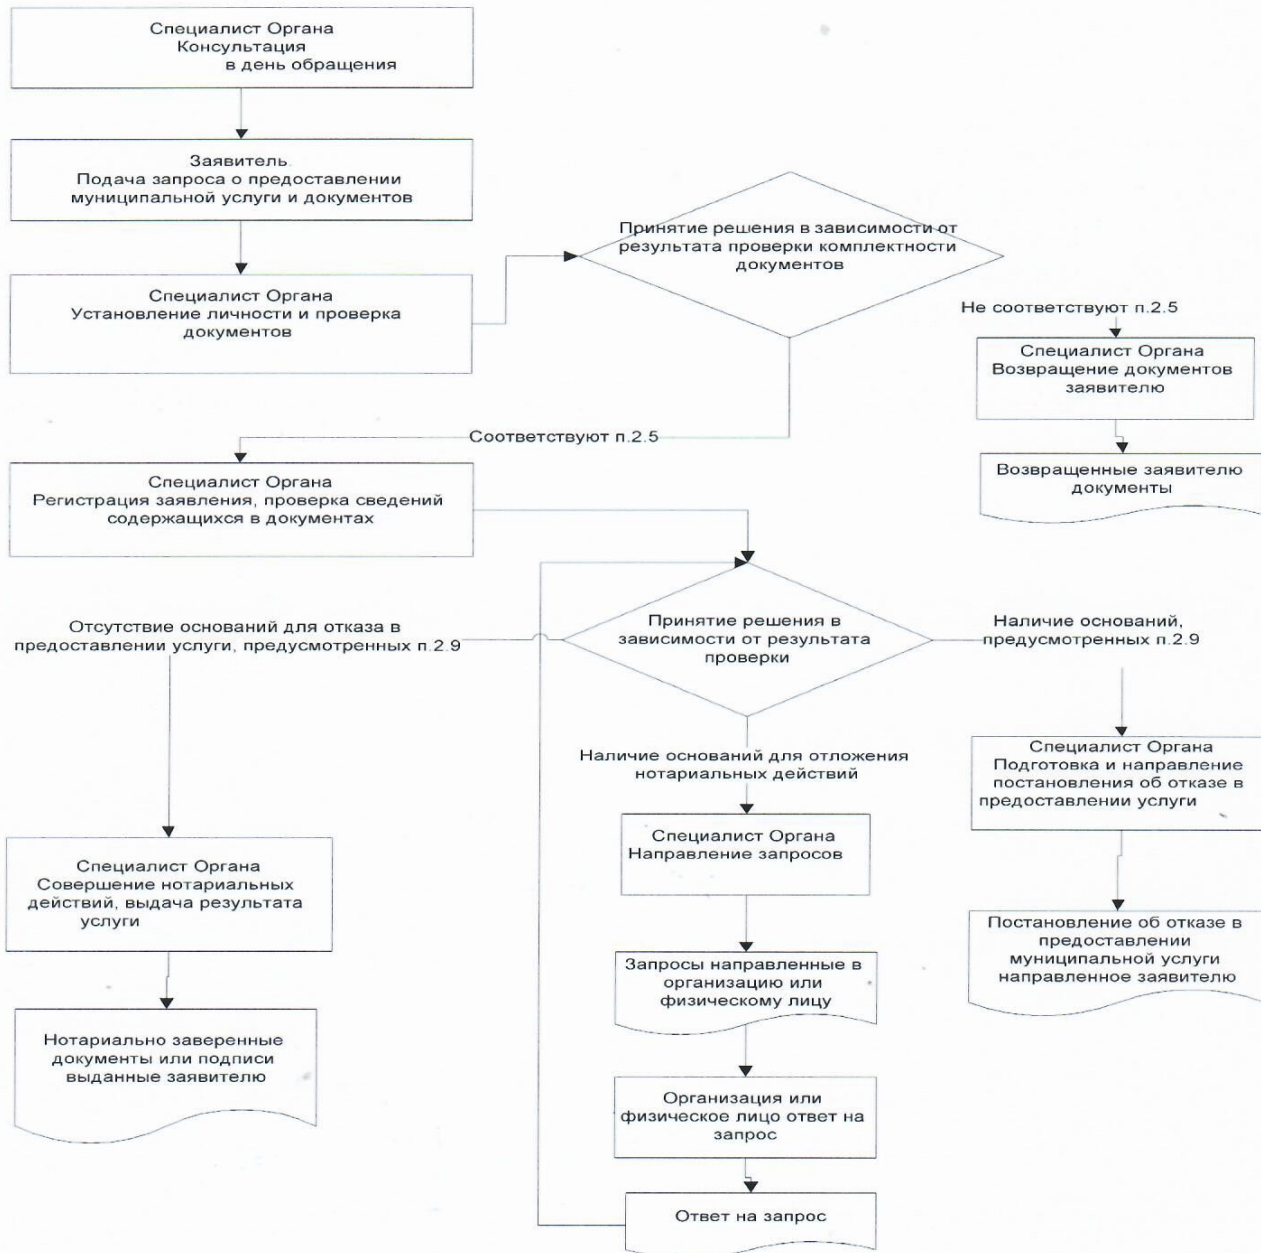 Специалист Органа
Консультация
в день обращения
Заявитель
Подача запроса о предоставлении
муниципальной услуги и документов
Специалист Органа
Установление личности и проверка
документов
Принятие решения в зависимости от
результата проверки комплектности
документов
Не соответствуют п.2.5
Специалист Органа
Возвращение документов
заявителю
Возвращенные заявителю
документы
Соответствуют п.2.5
Специалист Органа
Регистрация заявления, проверка сведений
содержащихся в документах
Принятие решения в
зависимости от результата
проверки
Отсутствие оснований для отказа в
предоставлении услуги, предусмотренных п.2.9
Наличие оснований,
предусмотренных п.2.9
Наличие оснований для отложения
нотариальных действий
Специалист Органа
Подготовка и направление
постановления об отказе в
предоставлении услуги
Специалист Органа
Направление запросов
Специалист Органа
Совершение нотариальных
действий, выдача результата
услуги
Постановление об отказе в
предоставлении
муниципальной услуги
направленное заявителю
Запросы направленные в
организацию или
физическому лицу
Нотариально заверенные
документы или подписи
выданные заявителю
Организация или
физическое лицо ответ на
запрос
Ответ на запрос